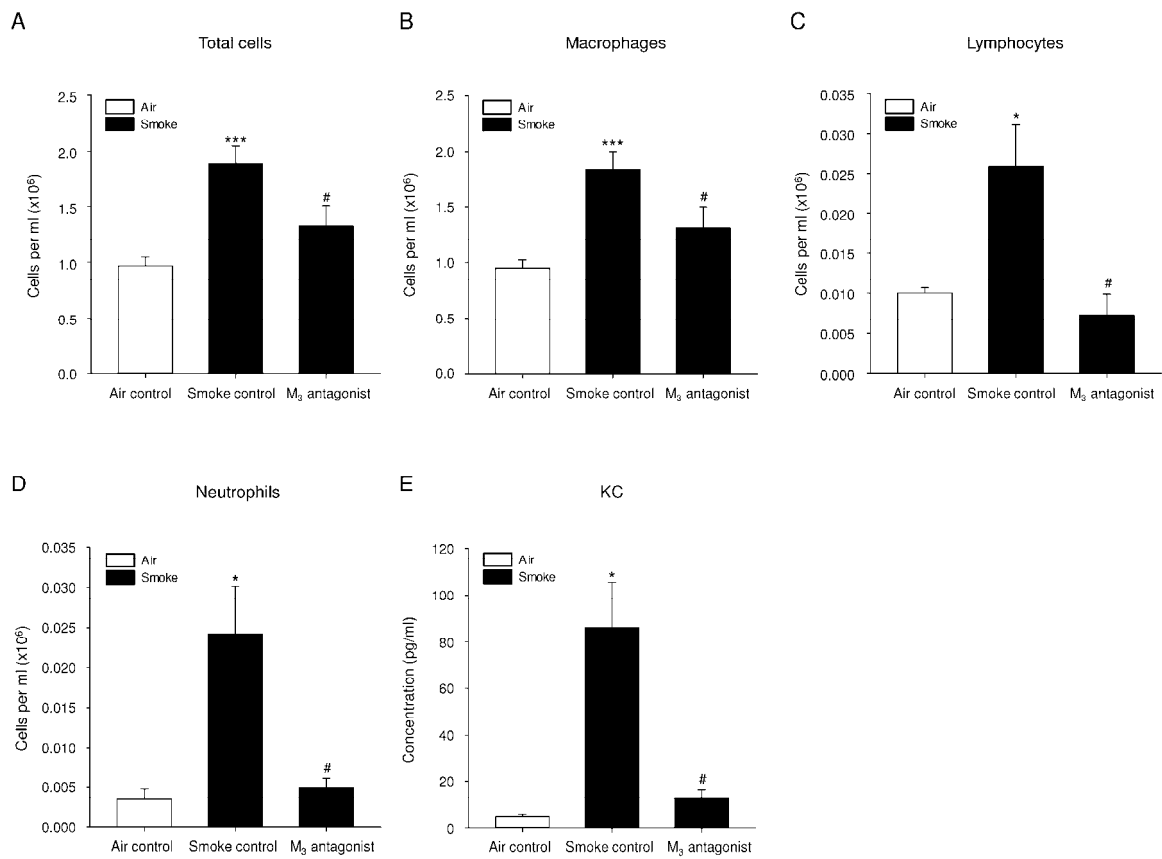 A
Total cells
2.5
2.0
1.5
1.0
0.5
0.0
Cells per ml (x10⁶)
Air
Smoke
***
#
Air control
Smoke control
M₃ antagonist
B
Macrophages
2.5
2.0
1.5
1.0
0.5
0.0
Cells per ml (x10⁶)
Air
Smoke
***
#
Air control
Smoke control
M₃ antagonist
C
Lymphocytes
0.035
0.030
0.025
0.020
0.015
0.010
0.005
0.000
Cells per ml (x10⁶)
Air
Smoke
*
#
Air control
Smoke control
M₃ antagonist
D
Neutrophils
0.035
0.030
0.025
0.020
0.015
0.010
0.005
0.000
Cells per ml (x10⁶)
Air
Smoke
*
#
Air control
Smoke control
M₃ antagonist
E
KC
120
100
80
60
40
20
0
Concentration (pg/ml)
Air
Smoke
*
#
Air control
Smoke control
M₃ antagonist